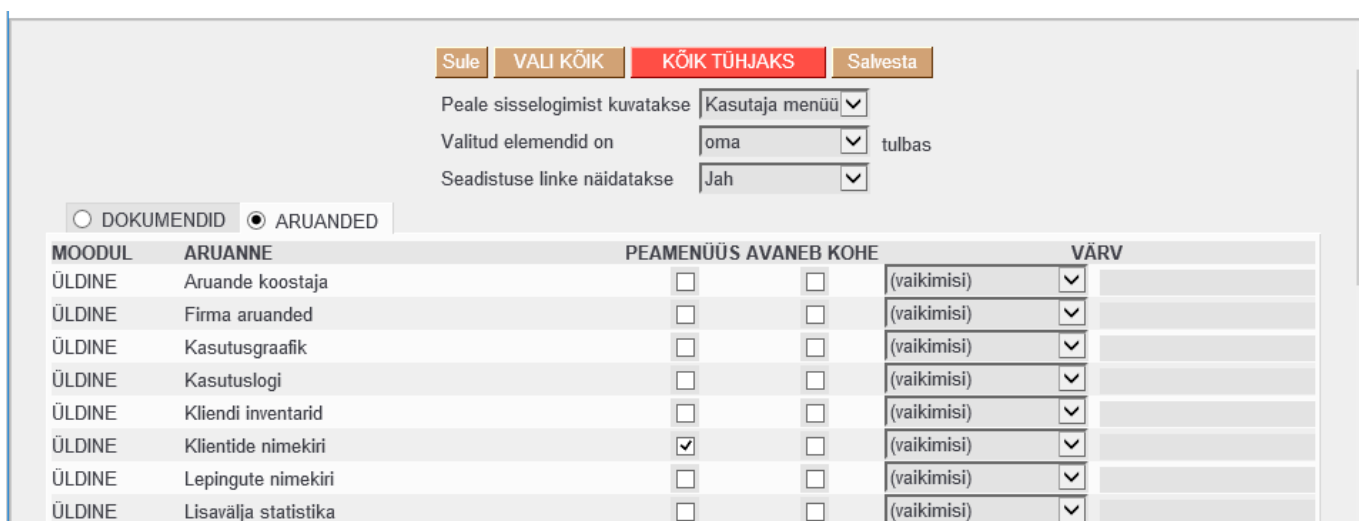 Sule VALI KÕIK KÕIK TÜHJAKS Salvesta
Peale sisselogimist kuvatakse Kasutaja menüü
Valitud elemendid on oma tulbas
Seadistuse linke näidatakse Jah
DOKUMENDID ARUANDED
MOODUL ARUANNE PEAMENÜÜS AVANEB KOHE VÄRV
ÜLDINE Aruande koostaja (vaikimisi)
ÜLDINE Firma aruanded (vaikimisi)
ÜLDINE Kasutusgraafik (vaikimisi)
ÜLDINE Kasutuslogi (vaikimisi)
ÜLDINE Kliendi inventarid (vaikimisi)
ÜLDINE Klientide nimekiri (vaikimisi)
ÜLDINE Lepingute nimekiri (vaikimisi)
ÜLDINE Lisavälja statistika (vaikimisi)